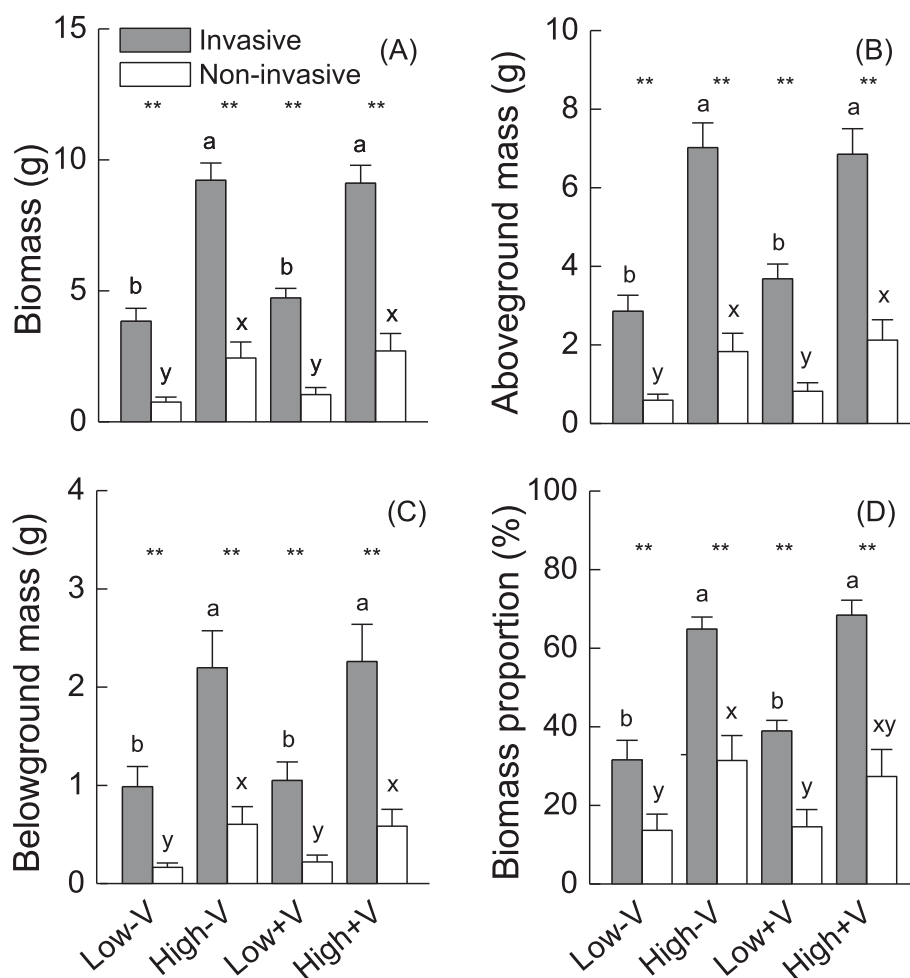 Invasive
Non-invasive
(A)
Biomass (g)
15
10
5
0
** ** ** **
b y a x b y a x
(B)
Aboveground mass (g)
10
8
6
4
2
0
** ** ** **
b y a x b y a x
(C)
Belowground mass (g)
4
3
2
1
0
** ** ** **
b y a x b y a x
Low-V High-V Low+V High+V
(D)
Biomass proportion (%)
100
80
60
40
20
0
** ** ** **
b y a x b y a xy
Low-V High-V Low+V High+V